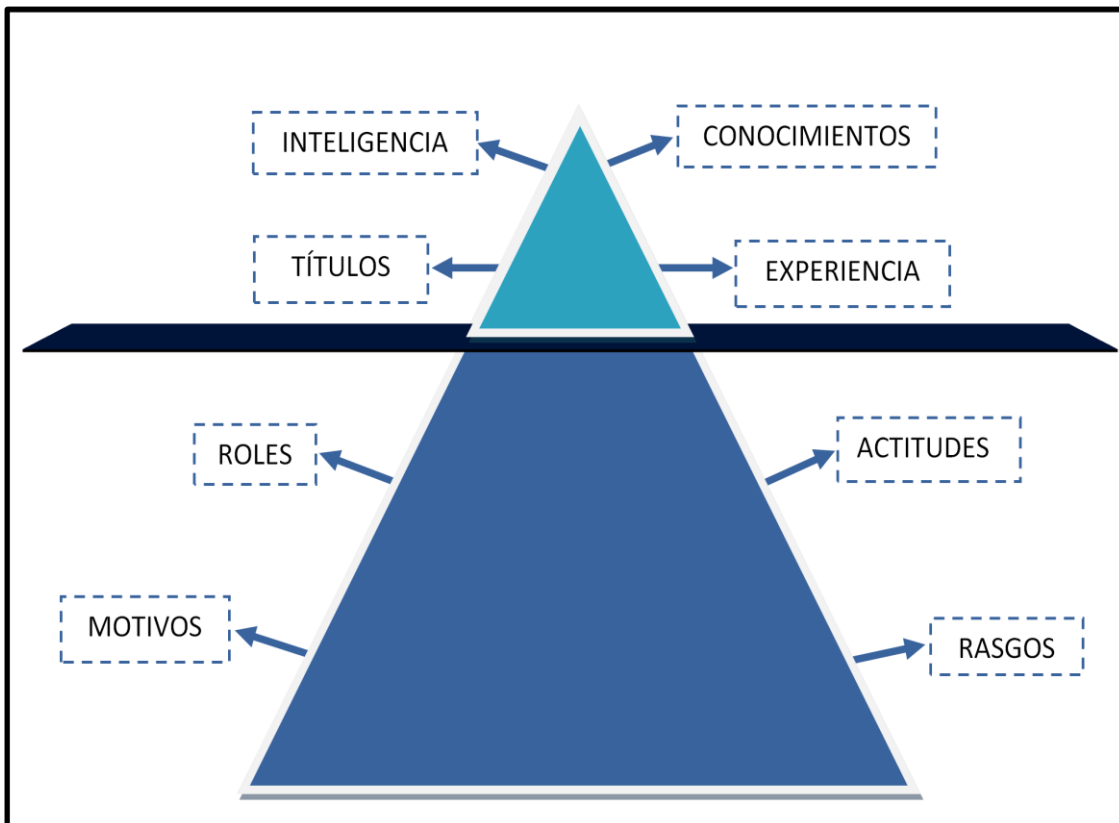 INTELIGENCIA
CONOCIMIENTOS
TÍTULOS
EXPERIENCIA
ROLES
ACTITUDES
MOTIVOS
RASGOS